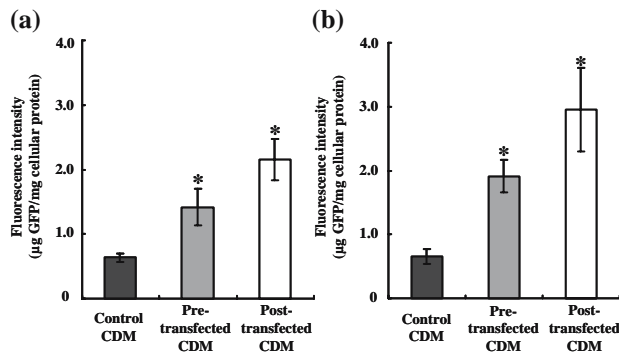 (a)
Fluorescence intensity
(µg GFP/mg cellular protein)
4.0
3.0
2.0
1.0
0
*
*
Control
CDM
Pre-
transfected
CDM
Post-
transfected
CDM
(b)
Fluorescence intensity
(µg GFP/mg cellular protein)
4.0
3.0
2.0
1.0
0
*
*
Control
CDM
Pre-
transfected
CDM
Post-
transfected
CDM